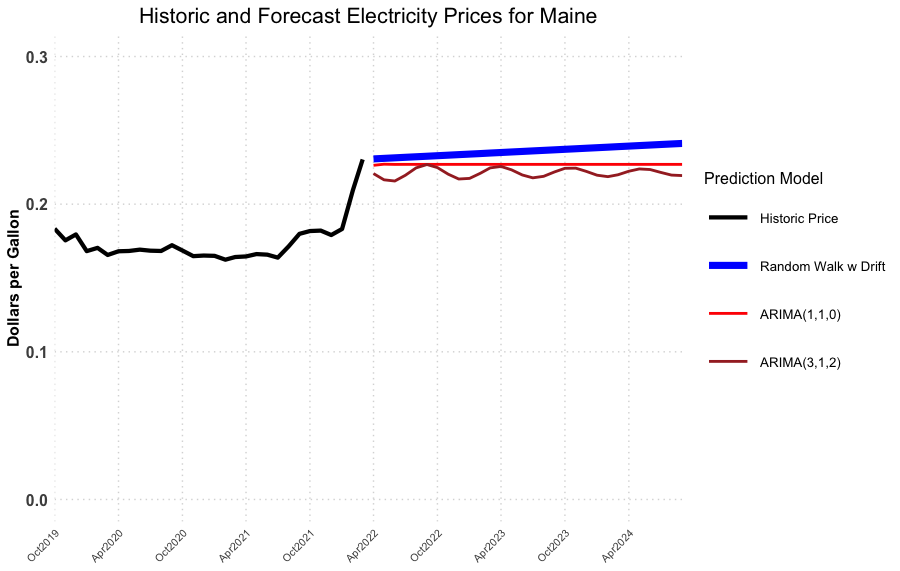 Historic and Forecast Electricity Prices for Maine
Dollars per Gallon
0.3
0.2
0.1
0.0
Oct2019
Apr2020
Oct2020
Apr2021
Oct2021
Apr2022
Oct2022
Apr2023
Oct2023
Apr2024
Prediction Model
Historic Price
Random Walk w Drift
ARIMA(1,1,0)
ARIMA(3,1,2)